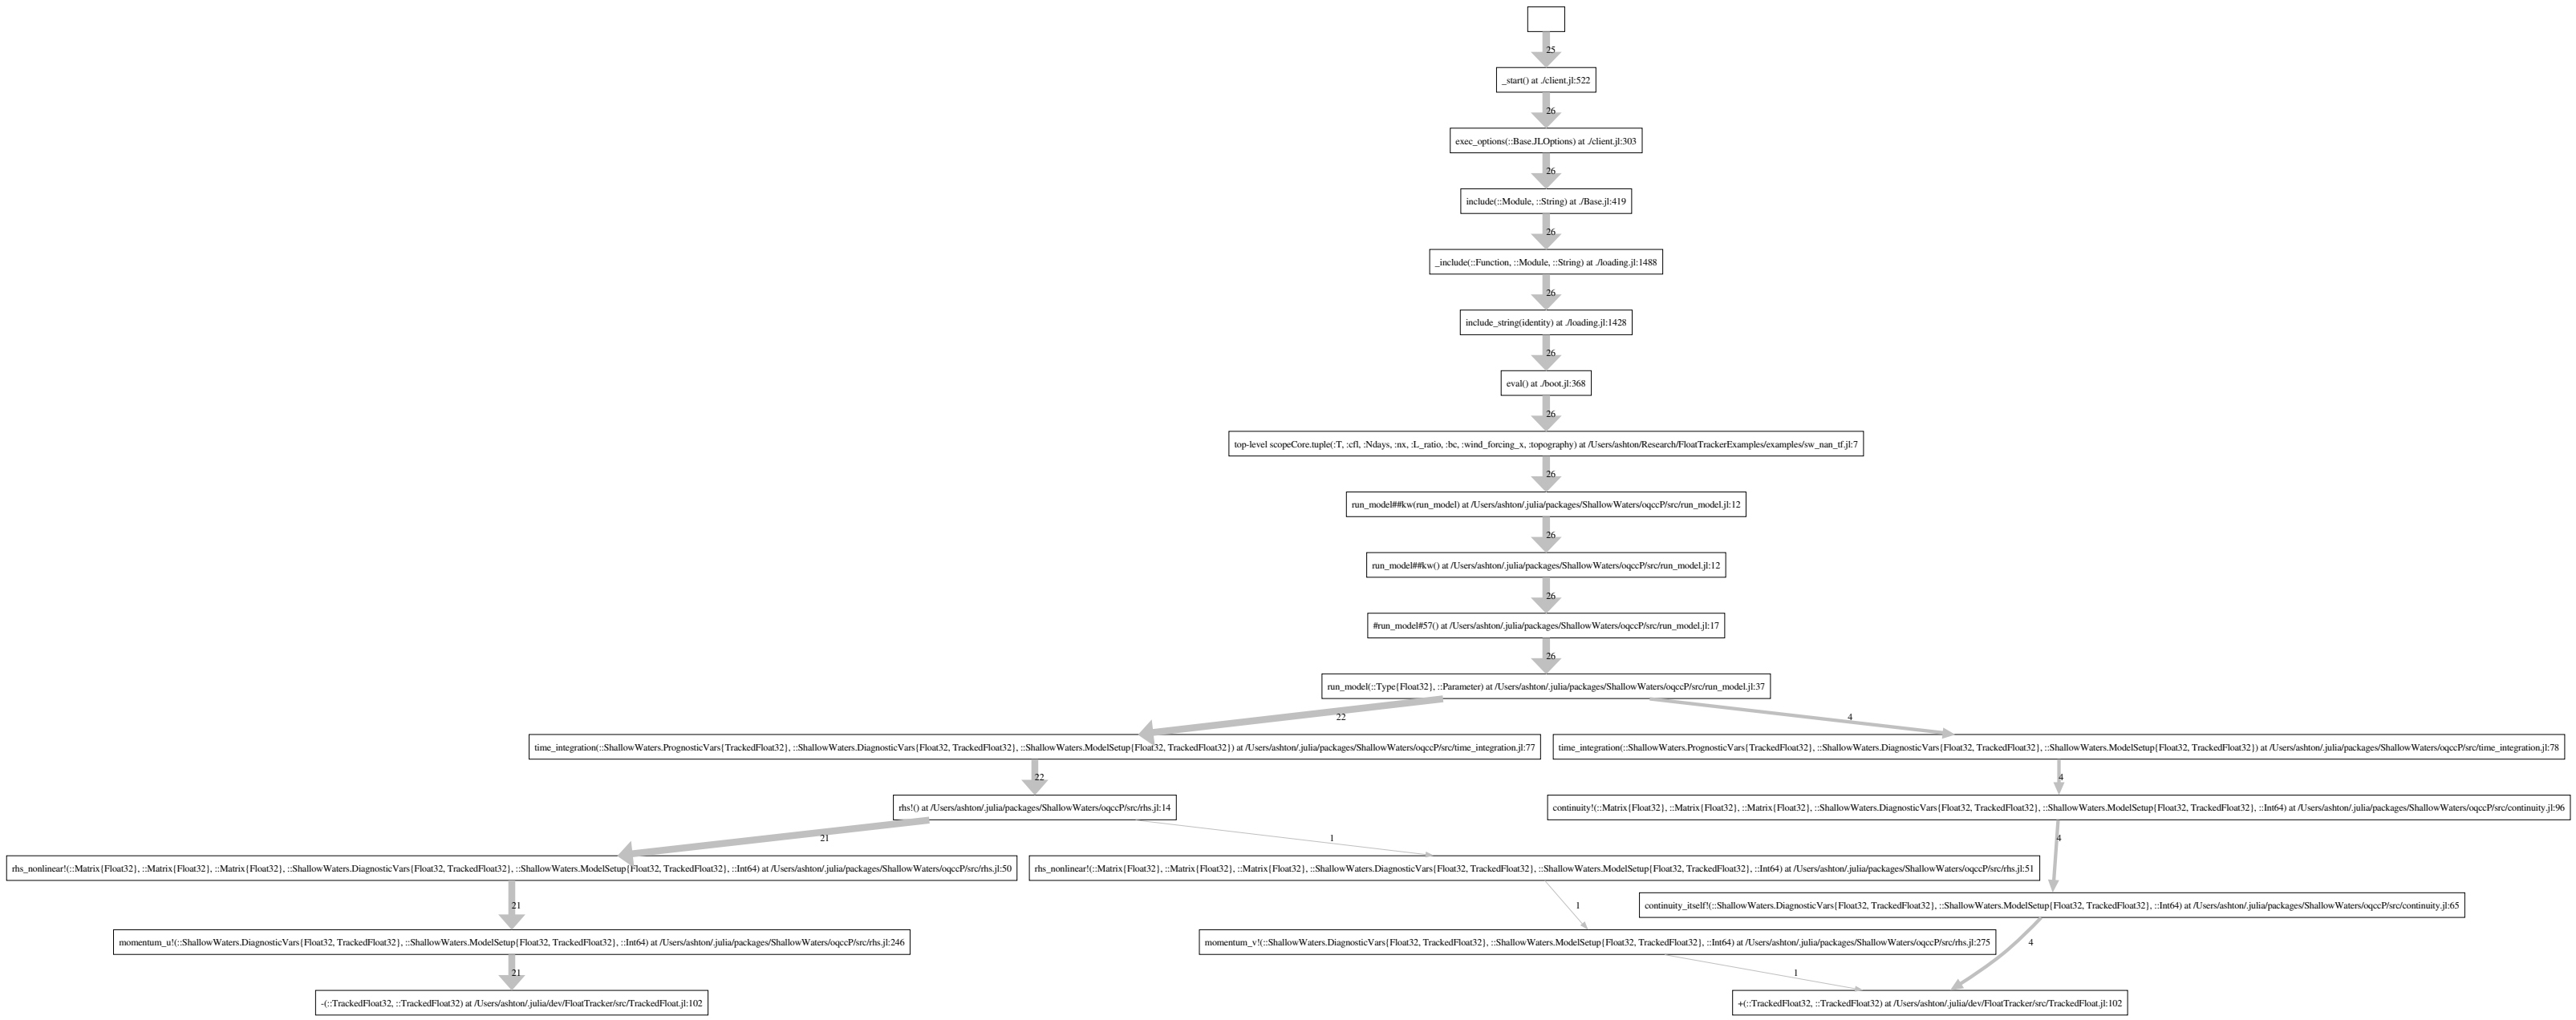 25
_start() at ./client.jl:522
26
exec_options(::Base.JLOptions) at ./client.jl:303
26
include(::Module, ::String) at ./Base.jl:419
26
_include(::Function, ::Module, ::String) at ./loading.jl:1488
26
include_string(identity) at ./loading.jl:1428
26
eval() at ./boot.jl:368
26
top-level scopeCore.tuple(:T, :cfl, :Ndays, :nx, :L_ratio, :bc, :wind_forcing_x, :topography) at /Users/ashton/Research/FloatTrackerExamples/examples/sw_nan_tf.jl:7
26
run_model##kw(run_model) at /Users/ashton/.julia/packages/ShallowWaters/oqccP/src/run_model.jl:12
26
run_model##kw() at /Users/ashton/.julia/packages/ShallowWaters/oqccP/src/run_model.jl:12
26
#run_model#57() at /Users/ashton/.julia/packages/ShallowWaters/oqccP/src/run_model.jl:17
26
run_model(::Type{Float32}, ::Parameter) at /Users/ashton/.julia/packages/ShallowWaters/oqccP/src/run_model.jl:37
22
4
time_integration(::ShallowWaters.PrognosticVars{TrackedFloat32}, ::ShallowWaters.DiagnosticVars{Float32, TrackedFloat32}, ::ShallowWaters.ModelSetup{Float32, TrackedFloat32}) at /Users/ashton/.julia/packages/ShallowWaters/oqccP/src/time_integration.jl:77
time_integration(::ShallowWaters.PrognosticVars{TrackedFloat32}, ::ShallowWaters.DiagnosticVars{Float32, TrackedFloat32}, ::ShallowWaters.ModelSetup{Float32, TrackedFloat32}) at /Users/ashton/.julia/packages/ShallowWaters/oqccP/src/time_integration.jl:78
22
4
rhs!() at /Users/ashton/.julia/packages/ShallowWaters/oqccP/src/rhs.jl:14
continuity!(::Matrix{Float32}, ::Matrix{Float32}, ::Matrix{Float32}, ::ShallowWaters.DiagnosticVars{Float32, TrackedFloat32}, ::ShallowWaters.ModelSetup{Float32, TrackedFloat32}, ::Int64) at /Users/ashton/.julia/packages/ShallowWaters/oqccP/src/continuity.jl:96
21
1
4
rhs_nonlinear!(::Matrix{Float32}, ::Matrix{Float32}, ::Matrix{Float32}, ::ShallowWaters.DiagnosticVars{Float32, TrackedFloat32}, ::ShallowWaters.ModelSetup{Float32, TrackedFloat32}, ::Int64) at /Users/ashton/.julia/packages/ShallowWaters/oqccP/src/rhs.jl:50
rhs_nonlinear!(::Matrix{Float32}, ::Matrix{Float32}, ::Matrix{Float32}, ::ShallowWaters.DiagnosticVars{Float32, TrackedFloat32}, ::ShallowWaters.ModelSetup{Float32, TrackedFloat32}, ::Int64) at /Users/ashton/.julia/packages/ShallowWaters/oqccP/src/rhs.jl:51
21
1
continuity_itself!(::ShallowWaters.DiagnosticVars{Float32, TrackedFloat32}, ::ShallowWaters.ModelSetup{Float32, TrackedFloat32}, ::Int64) at /Users/ashton/.julia/packages/ShallowWaters/oqccP/src/continuity.jl:65
momentum_u!(::ShallowWaters.DiagnosticVars{Float32, TrackedFloat32}, ::ShallowWaters.ModelSetup{Float32, TrackedFloat32}, ::Int64) at /Users/ashton/.julia/packages/ShallowWaters/oqccP/src/rhs.jl:246
momentum_v!(::ShallowWaters.DiagnosticVars{Float32, TrackedFloat32}, ::ShallowWaters.ModelSetup{Float32, TrackedFloat32}, ::Int64) at /Users/ashton/.julia/packages/ShallowWaters/oqccP/src/rhs.jl:275
4
21
1
-(::TrackedFloat32, ::TrackedFloat32) at /Users/ashton/.julia/dev/FloatTracker/src/TrackedFloat.jl:102
+(::TrackedFloat32, ::TrackedFloat32) at /Users/ashton/.julia/dev/FloatTracker/src/TrackedFloat.jl:102